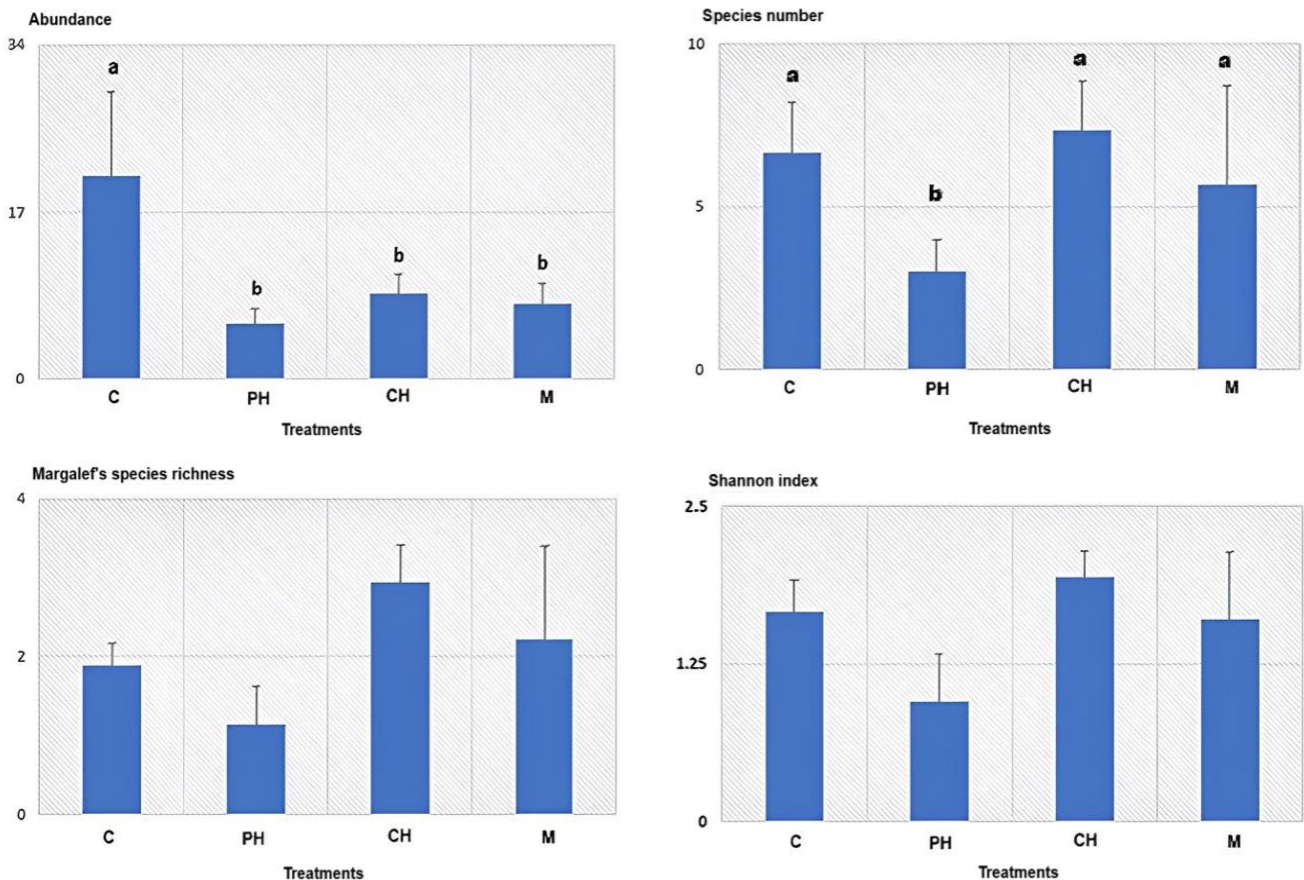 Abundance
34
17
0
a
b
b
b
C PH CH M
Treatments
Species number
10
5
0
a
b
a
a
C PH CH M
Treatments
Margalef's species richness
4
2
0
C PH CH M
Treatments
Shannon index
2.5
1.25
0
C PH CH M
Treatments